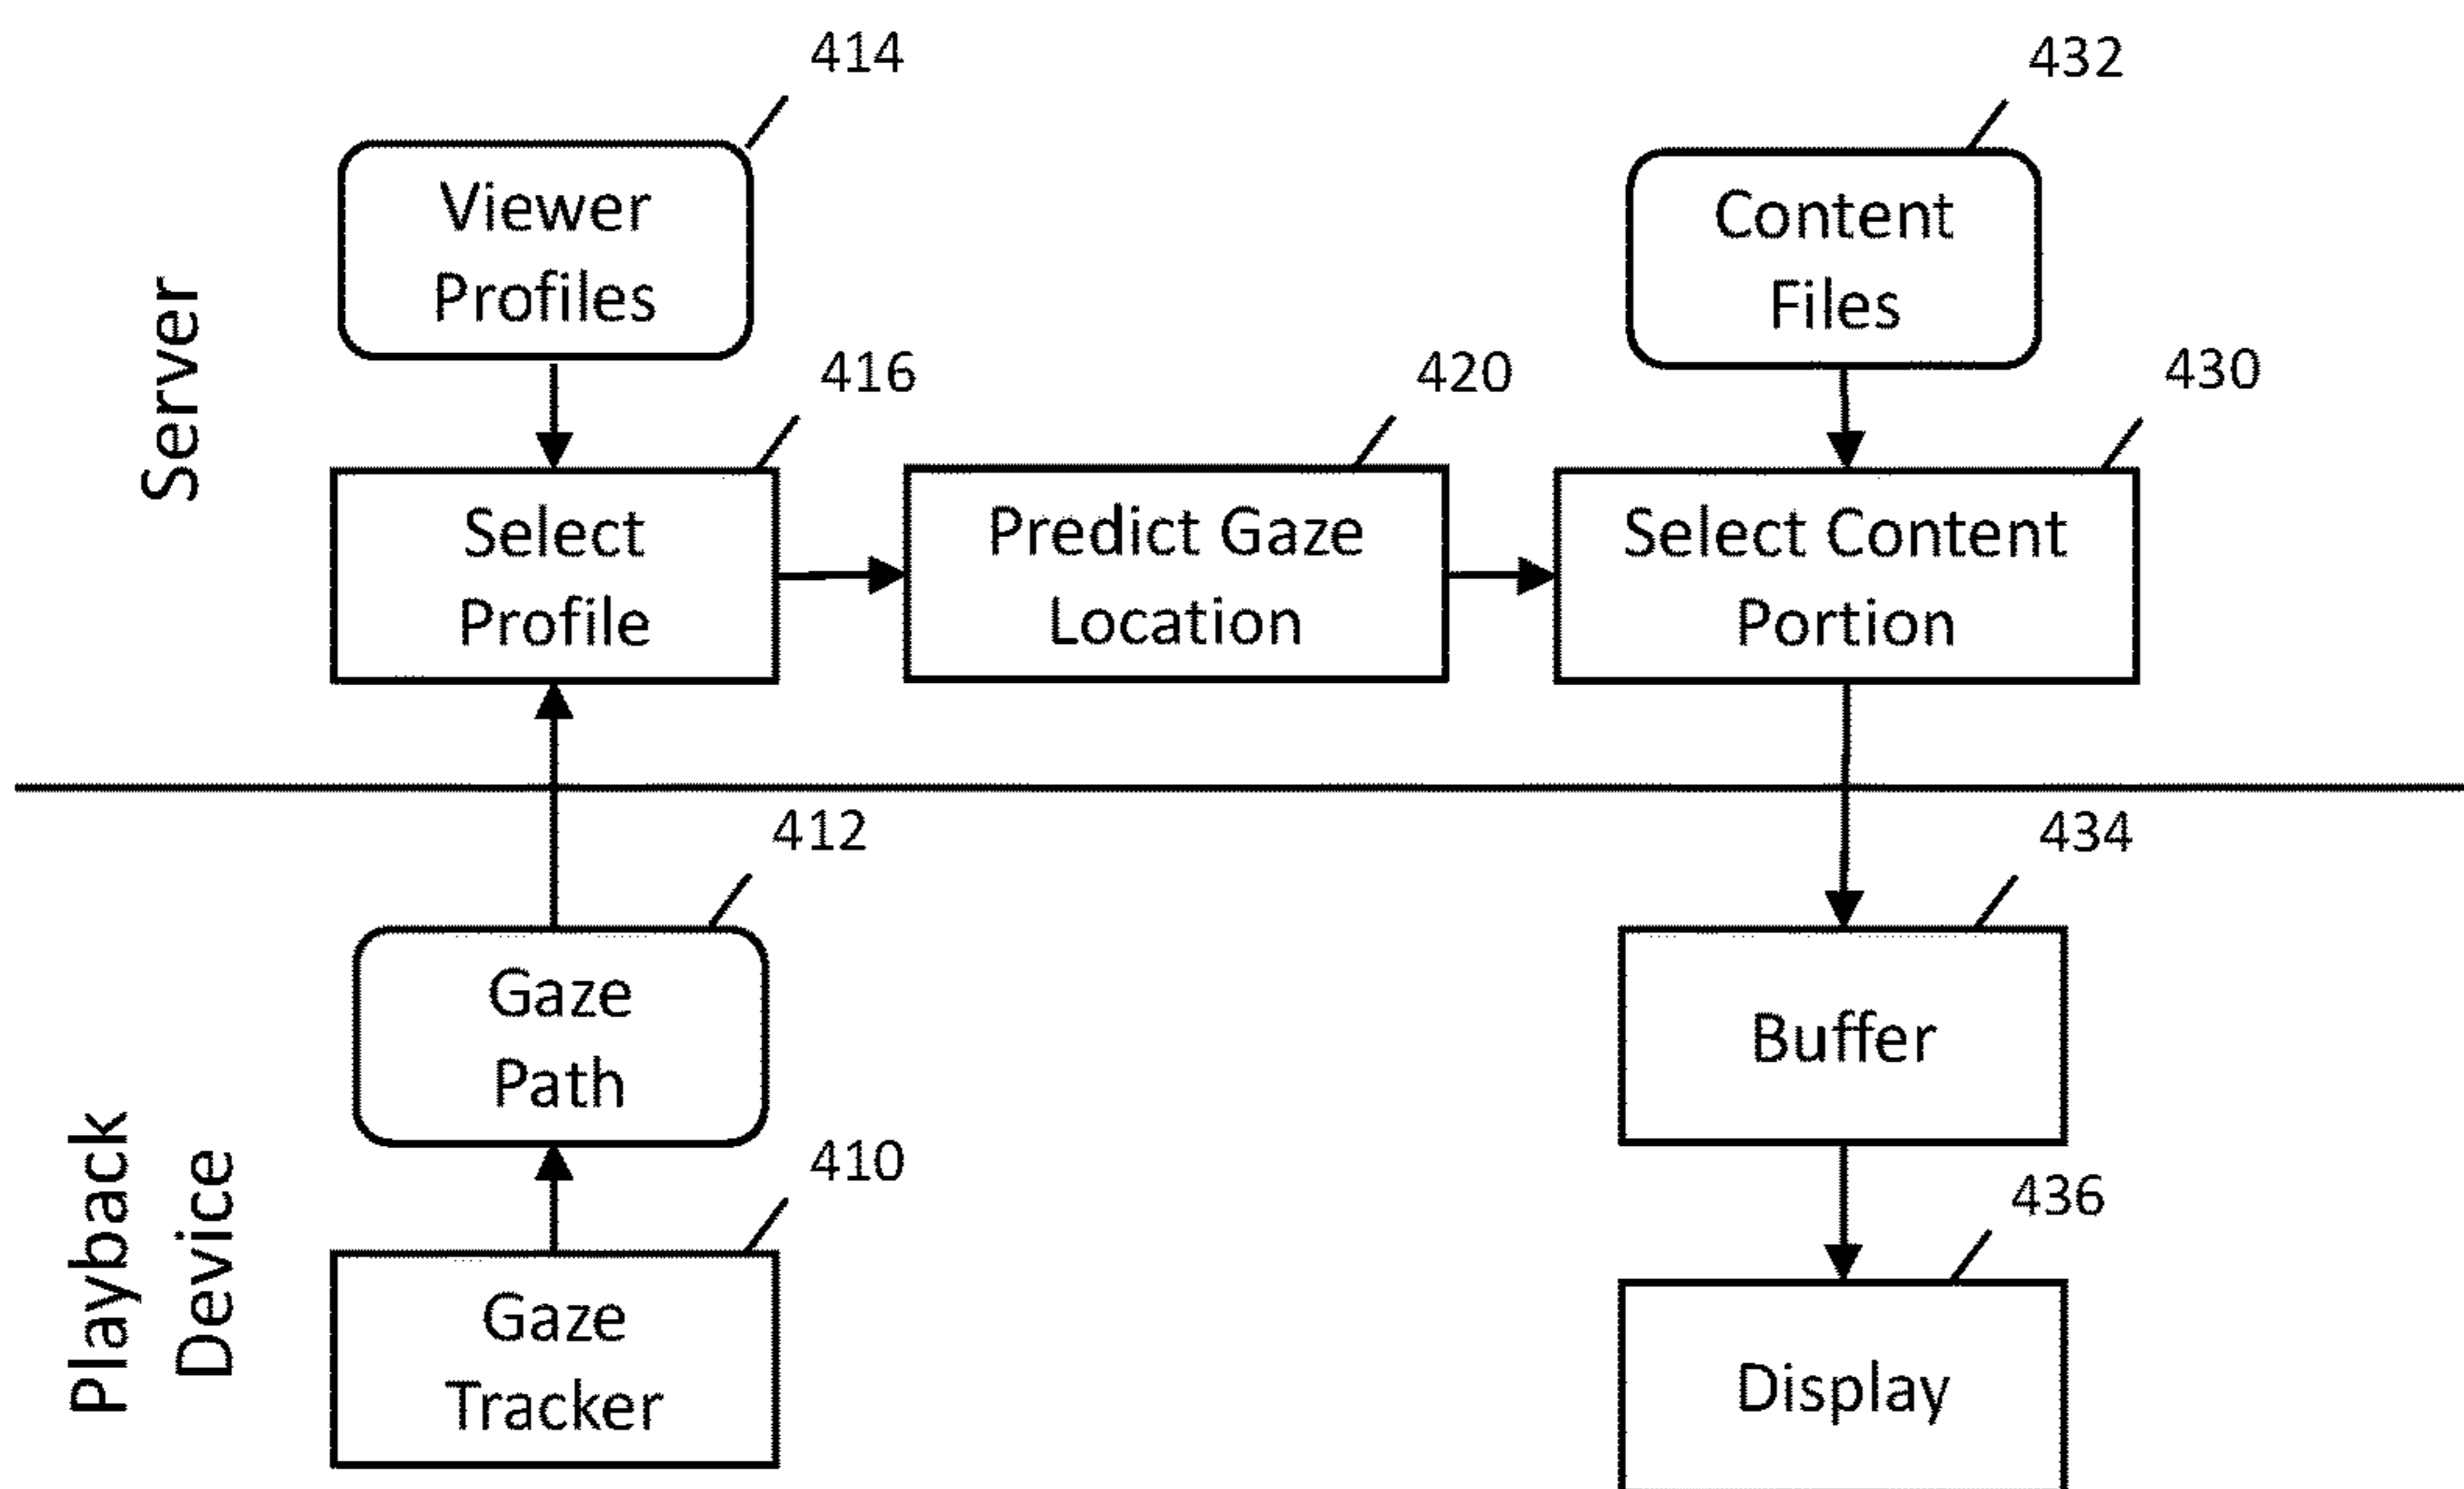 414
432
Viewer
Profiles
Content
Files
Server
416
420
430
Select
Profile
Predict Gaze
Location
Select Content
Portion
412
434
Gaze
Path
Buffer
Playback
Device
410
436
Gaze
Tracker
Display